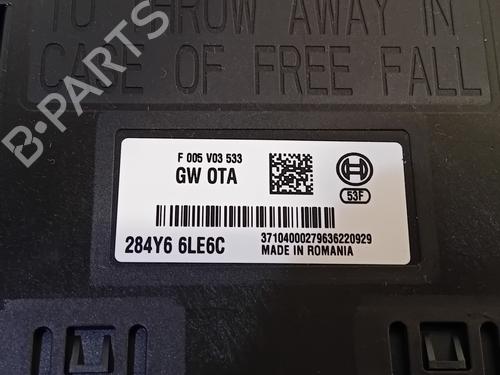 TO THROW AWAY IN
CASE OF FREE FALL
B-PARTS
F 005 V03 533
GW OTA
53F
284Y6 6LE6C
37104000279636220929
MADE IN ROMANIA